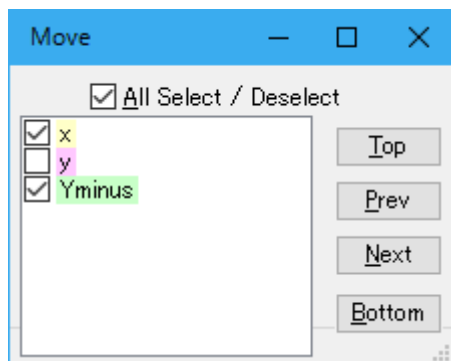 Move
All Select / Deselect
x
y
Yminus
Top
Prev
Next
Bottom